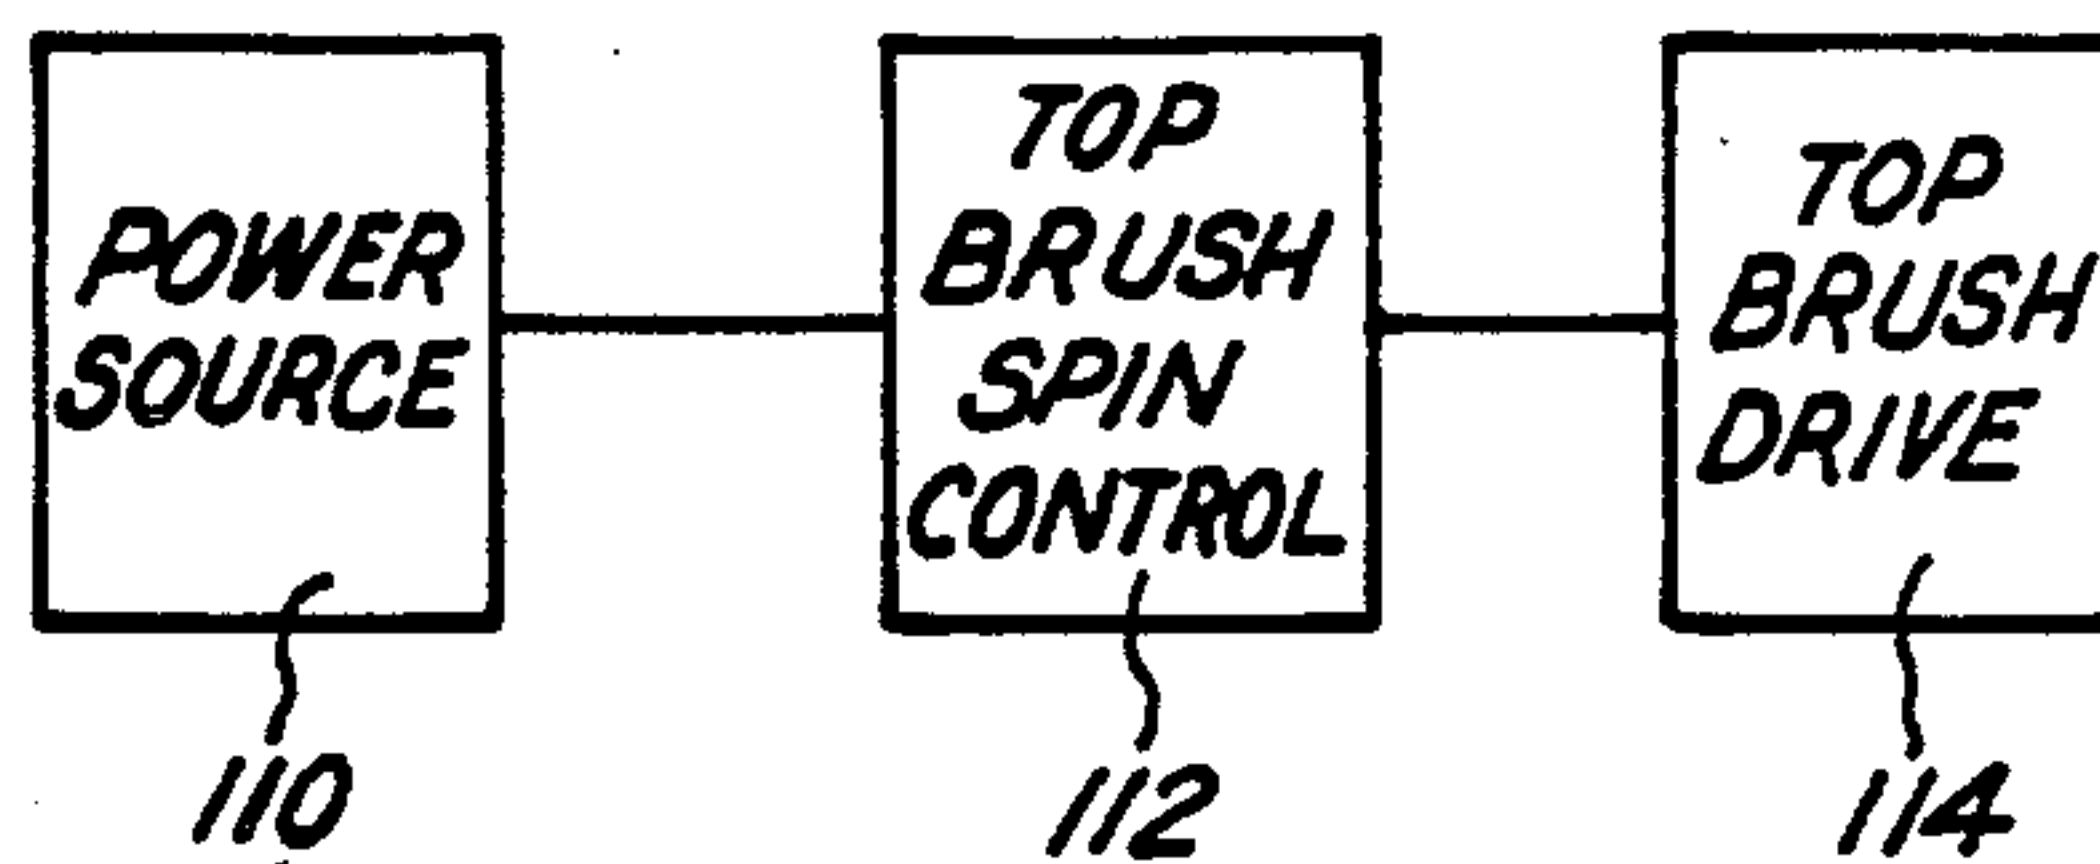 POWER
SOURCE
TOP
BRUSH
SPIN
CONTROL
TOP
BRUSH
DRIVE
110
112
114